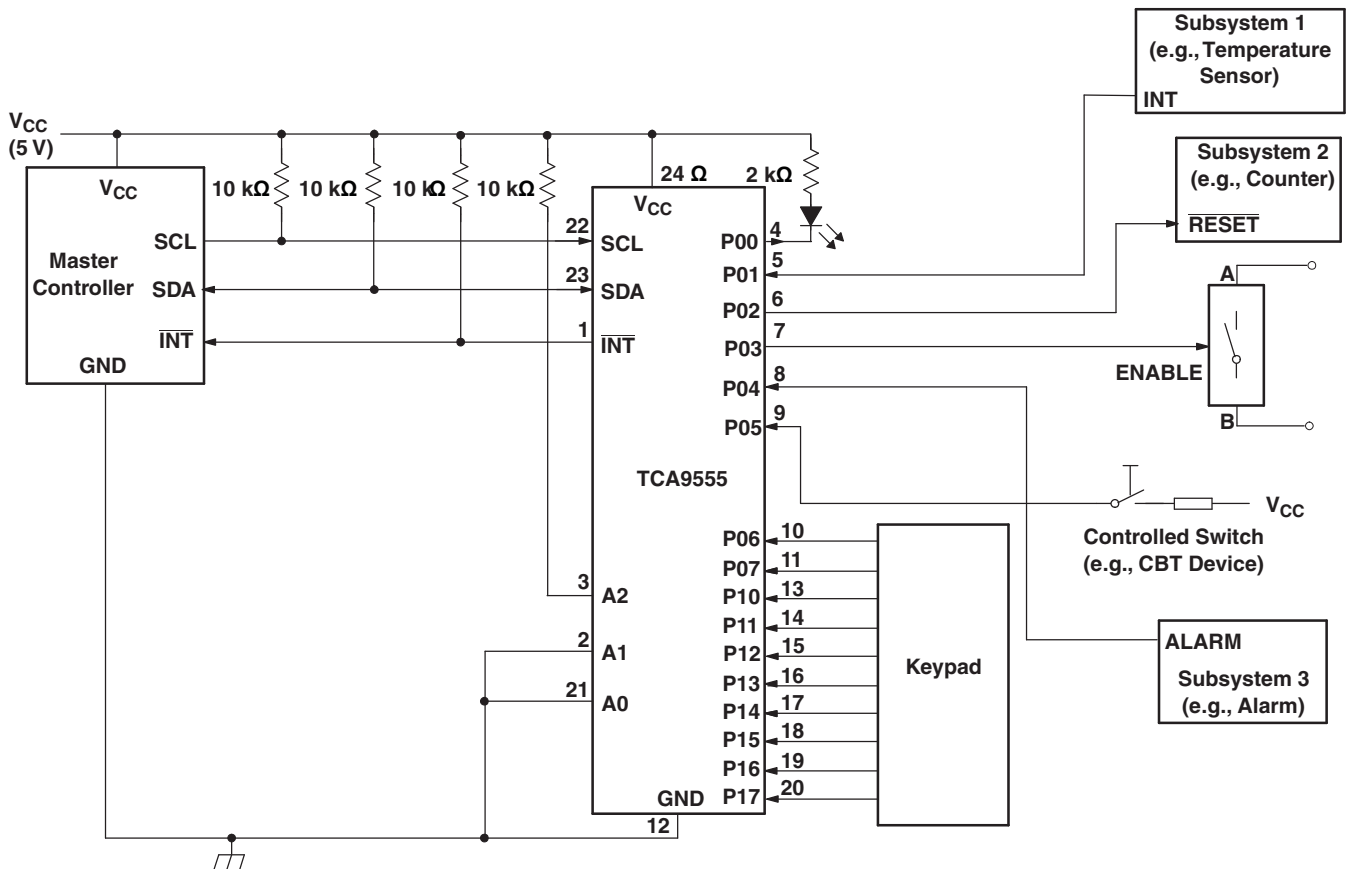 Subsystem 1
(e.g., Temperature
Sensor)
INT
VCC
(5 V)
Subsystem 2
(e.g., Counter)
RESET
VCC
10 kΩ
10 kΩ
10 kΩ
10 kΩ
24 Ω
2 kΩ
VCC
Master
Controller
SCL
SDA
INT
GND
22
SCL
23
SDA
1
INT
3
A2
2
A1
21
A0
TCA9555
GND
12
P00
4
P01
5
P02
6
P03
7
P04
8
P05
9
P06
10
P07
11
P10
13
P11
14
P12
15
P13
16
P14
17
P15
18
P16
19
P17
20
A
ENABLE
B
VCC
Controlled Switch
(e.g., CBT Device)
Keypad
ALARM
Subsystem 3
(e.g., Alarm)